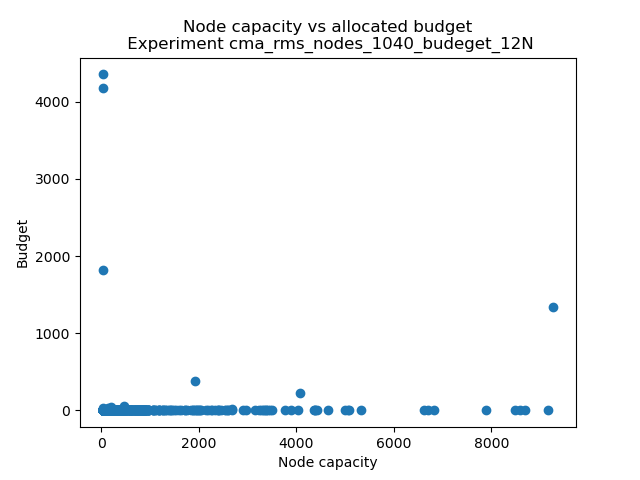 Node capacity vs allocated budget
Experiment cma_rms_nodes_1040_budeget_12N
4000
3000
2000
1000
0
Budget
0 2000 4000 6000 8000
Node capacity